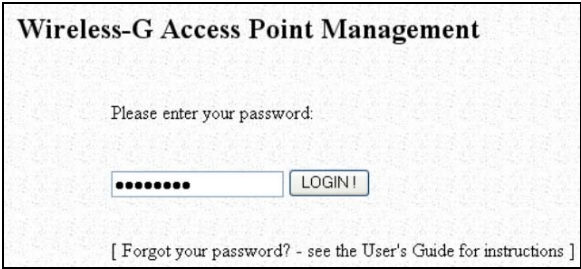 Wireless-G Access Point Management
Please enter your password:
●●●●●●●● LOGIN !
[ Forgot your password? - see the User's Guide for instructions ]